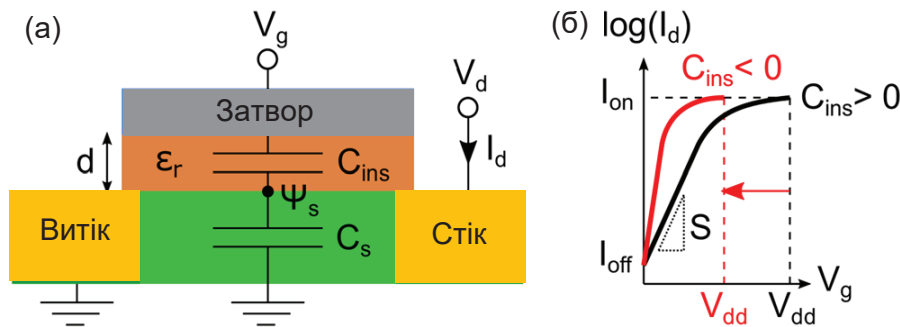 (а)
V_g
V_d
Затвор
d
ε_r
C_ins
I_d
Ψ_s
Витік
C_s
Стік
(б)
log(I_d)
C_ins < 0
I_on
C_ins > 0
S
I_off
V_g
V_dd
V_dd